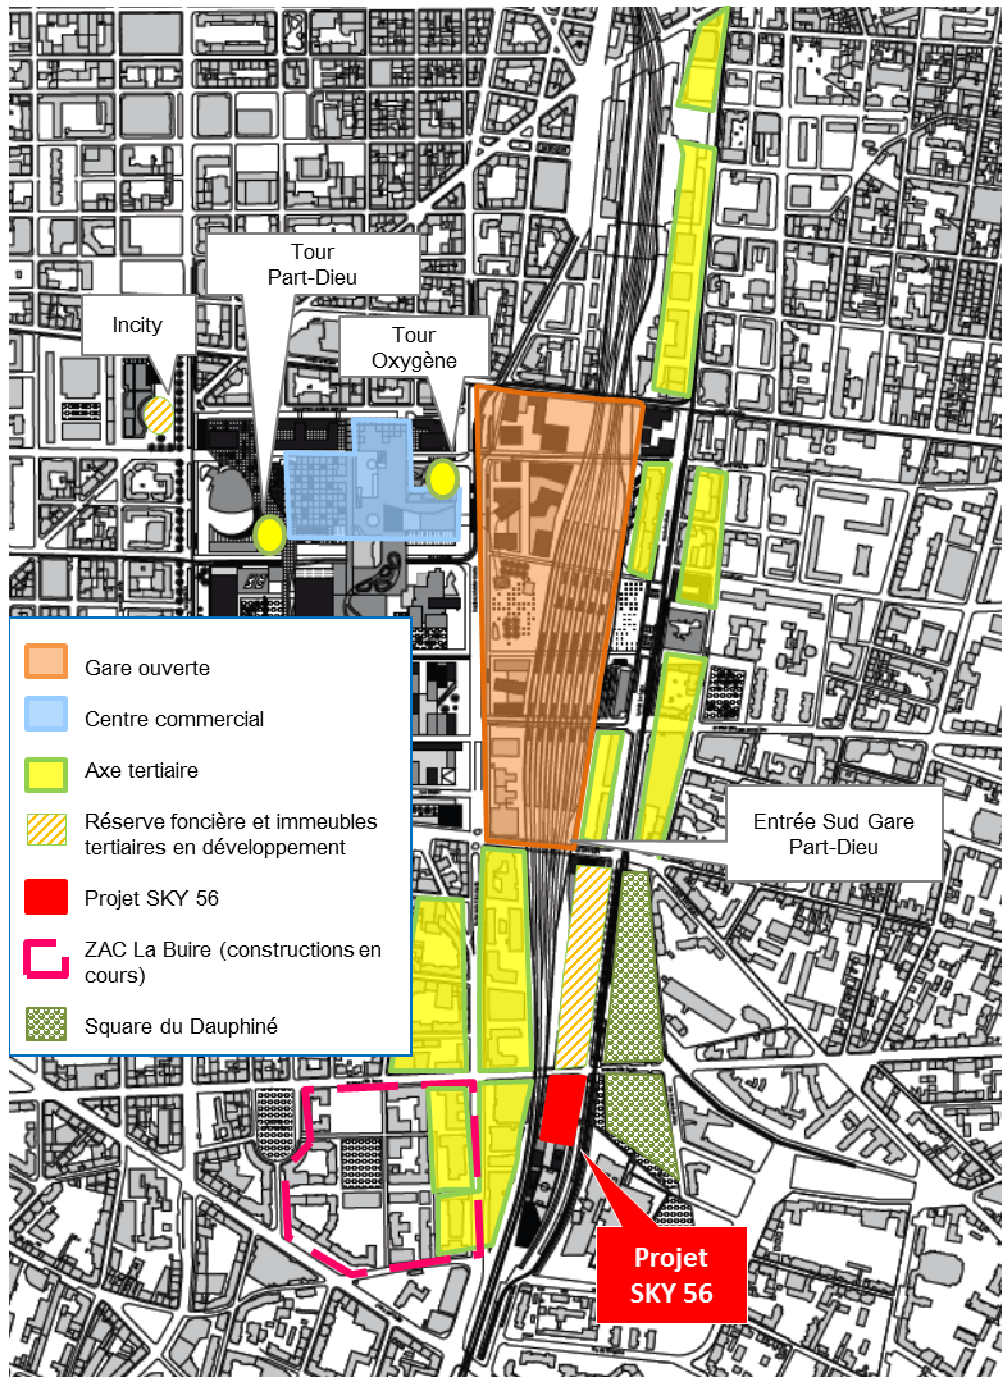 Tour
Part-Dieu
Incity
Tour
Oxygène
Gare ouverte
Centre commercial
Axe tertiaire
Réserve foncière et immeubles
tertiaires en développement
Projet SKY 56
ZAC La Buire (constructions en
cours)
Square du Dauphiné
Entrée Sud Gare
Part-Dieu
Projet
SKY 56